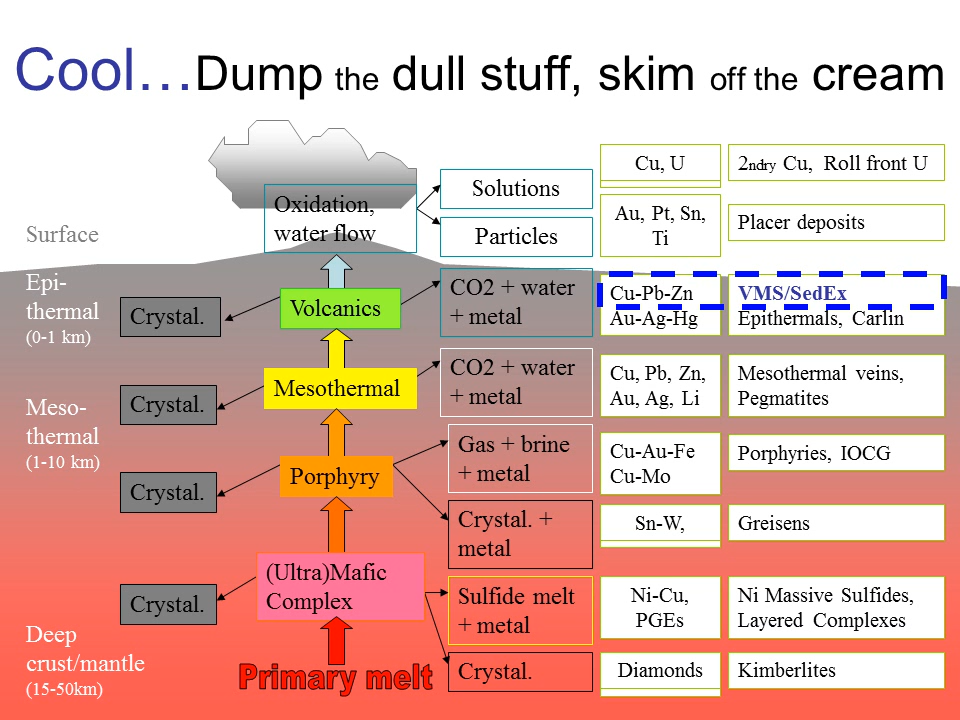 Cool…Dump the dull stuff, skim off the cream
Cu, U
2ndry Cu, Roll front U
Solutions
Oxidation,
water flow
Au, Pt, Sn,
Ti
Placer deposits
Surface
Particles
Epi-
thermal
(0-1 km)
Crystal.
Volcanics
CO2 + water
+ metal
Cu-Pb-Zn
Au-Ag-Hg
VMS/SedEx
Epithermals, Carlin
Meso-
thermal
(1-10 km)
Crystal.
Mesothermal
CO2 + water
+ metal
Cu, Pb, Zn,
Au, Ag, Li
Mesothermal veins,
Pegmatites
Crystal.
Porphyry
Gas + brine
+ metal
Cu-Au-Fe
Cu-Mo
Porphyries, IOCG
Crystal. +
metal
Sn-W,
Greisens
Crystal.
(Ultra)Mafic
Complex
Sulfide melt
+ metal
Ni-Cu,
PGEs
Ni Massive Sulfides,
Layered Complexes
Deep
crust/mantle
(15-50km)
Primary melt
Crystal.
Diamonds
Kimberlites